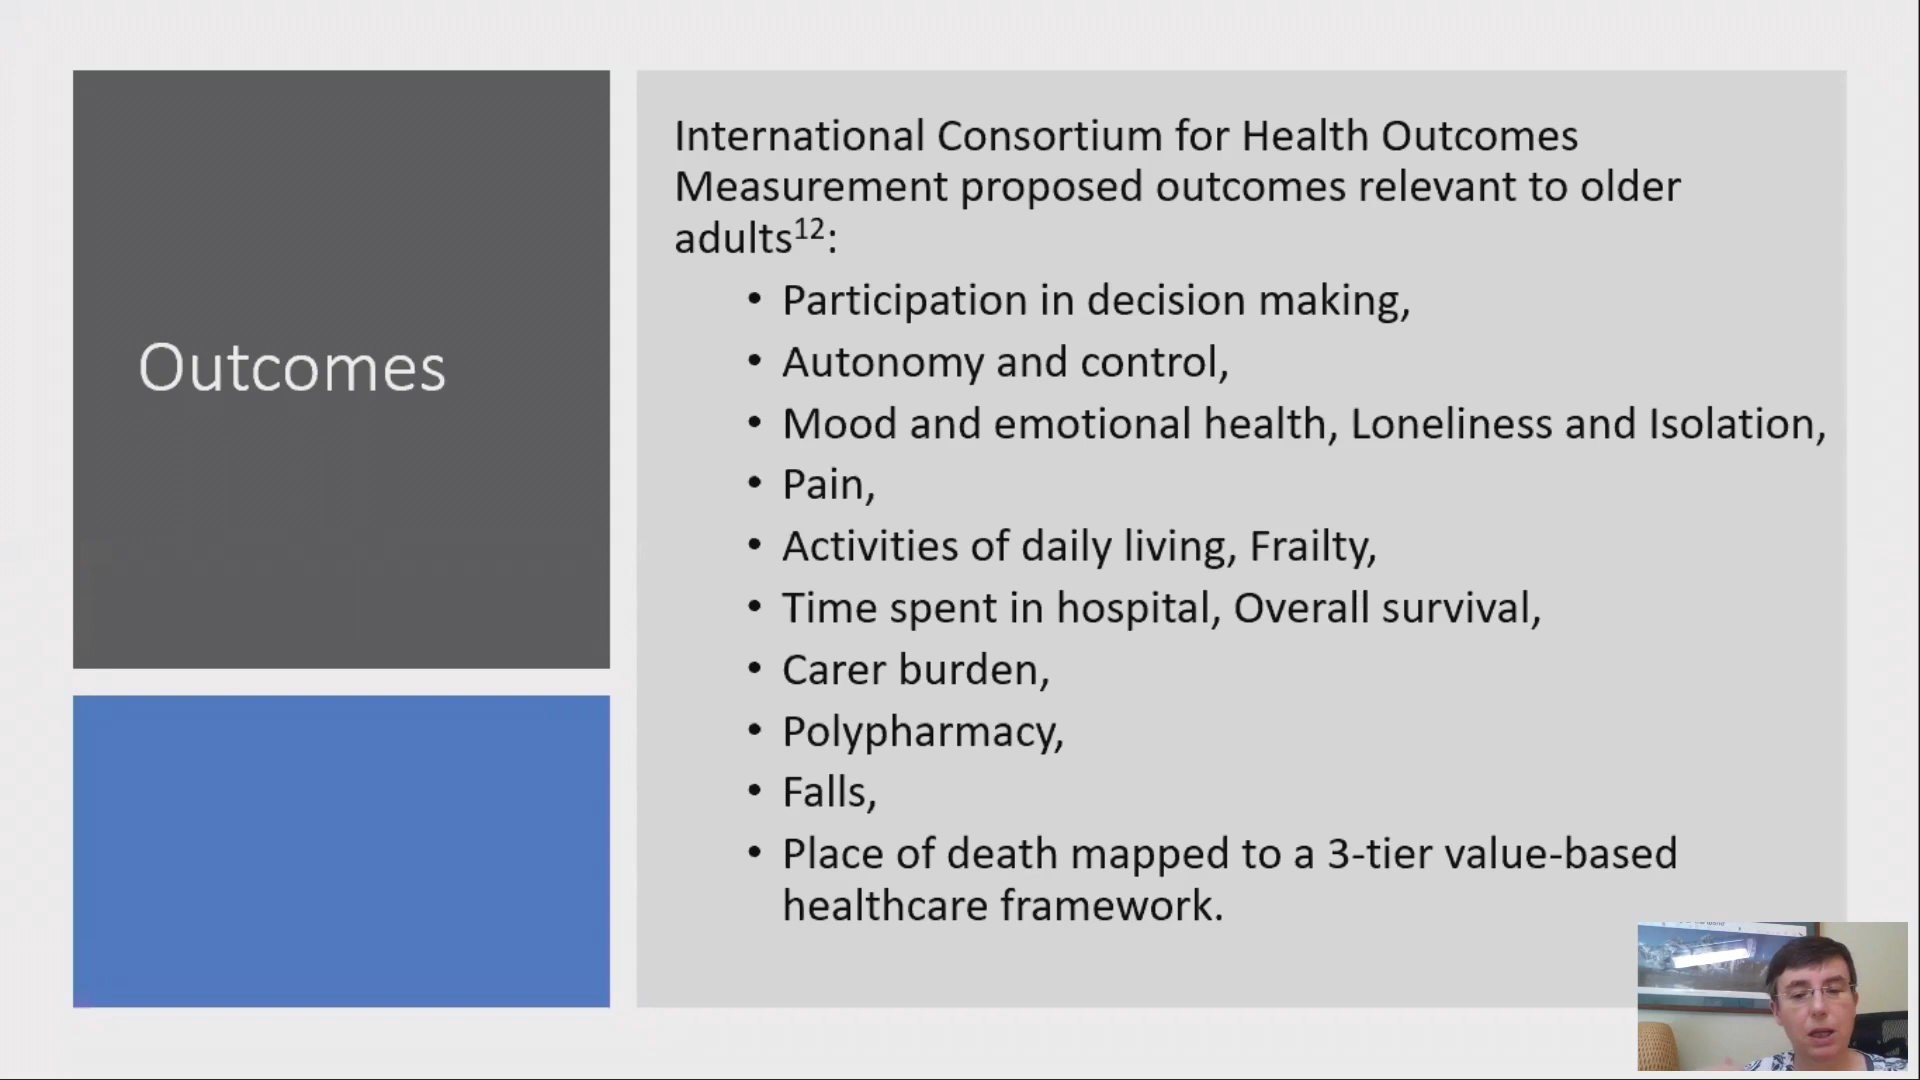 Outcomes
International Consortium for Health Outcomes
Measurement proposed outcomes relevant to older
adults¹²:
• Participation in decision making,
• Autonomy and control,
• Mood and emotional health, Loneliness and Isolation,
• Pain,
• Activities of daily living, Frailty,
• Time spent in hospital, Overall survival,
• Carer burden,
• Polypharmacy,
• Falls,
• Place of death mapped to a 3-tier value-based
healthcare framework.